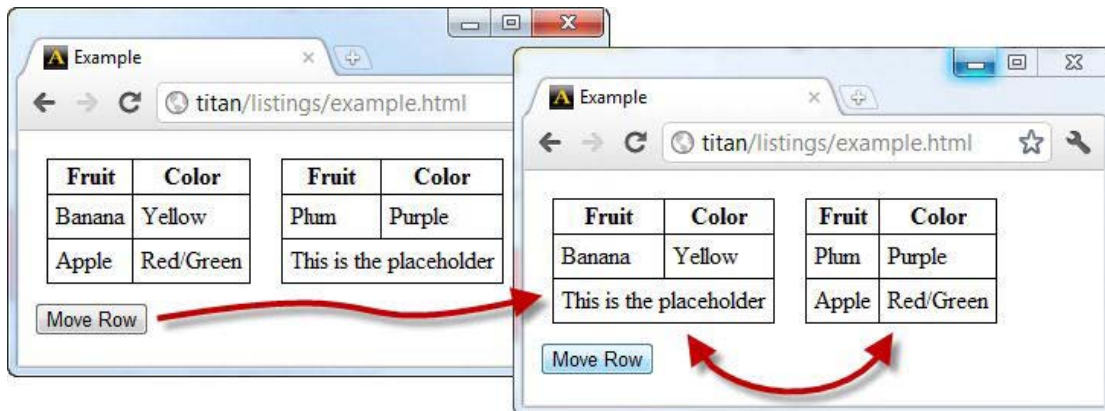 Example
titan/listings/example.html
Fruit Color
Banana Yellow
Apple Red/Green
Fruit Color
Plum Purple
This is the placeholder
Move Row
Example
titan/listings/example.html
Fruit Color
Banana Yellow
This is the placeholder
Fruit Color
Plum Purple
Apple Red/Green
Move Row